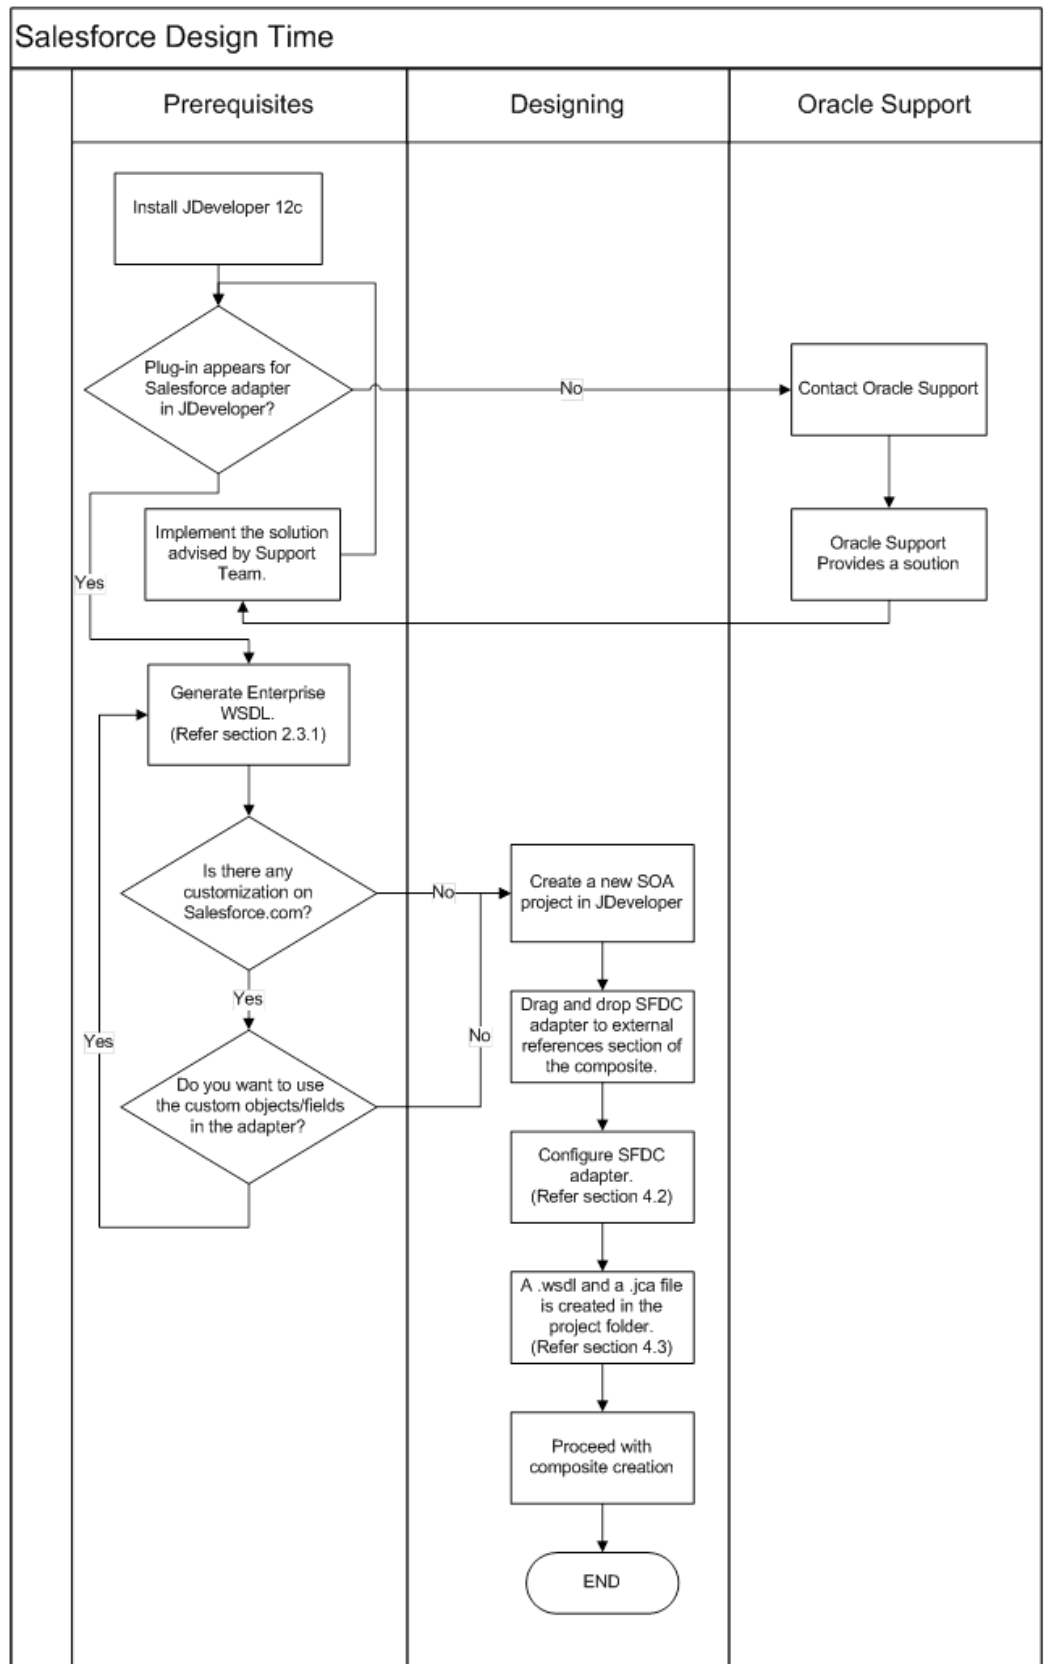 Salesforce Design Time
Prerequisites
Designing
Oracle Support
Install JDeveloper 12c
Plug-in appears for
Salesforce adapter
in JDeveloper?
No
Contact Oracle Support
Implement the solution
advised by Support
Team.
Oracle Support
Provides a soution
Yes
Generate Enterprise
WSDL.
(Refer section 2.3.1)
Is there any
customization on
Salesforce.com?
No
Create a new SOA
project in JDeveloper
Yes
Drag and drop SFDC
adapter to external
references section of
the composite.
Yes
No
Do you want to use
the custom objects/fields
in the adapter?
Configure SFDC
adapter.
(Refer section 4.2)
A .wsdl and a .jca file
is created in the
project folder.
(Refer section 4.3)
Proceed with
composite creation
END